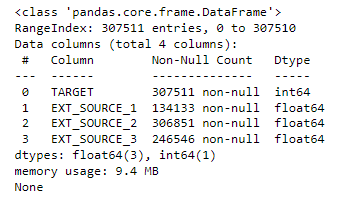 <class 'pandas.core.frame.DataFrame'>
RangeIndex: 307511 entries, 0 to 307510
Data columns (total 4 columns):
 #   Column        Non-Null Count   Dtype
---  ------        --------------   -----
 0   TARGET        307511 non-null  int64
 1   EXT_SOURCE_1  134133 non-null  float64
 2   EXT_SOURCE_2  306851 non-null  float64
 3   EXT_SOURCE_3  246546 non-null  float64
dtypes: float64(3), int64(1)
memory usage: 9.4 MB
None